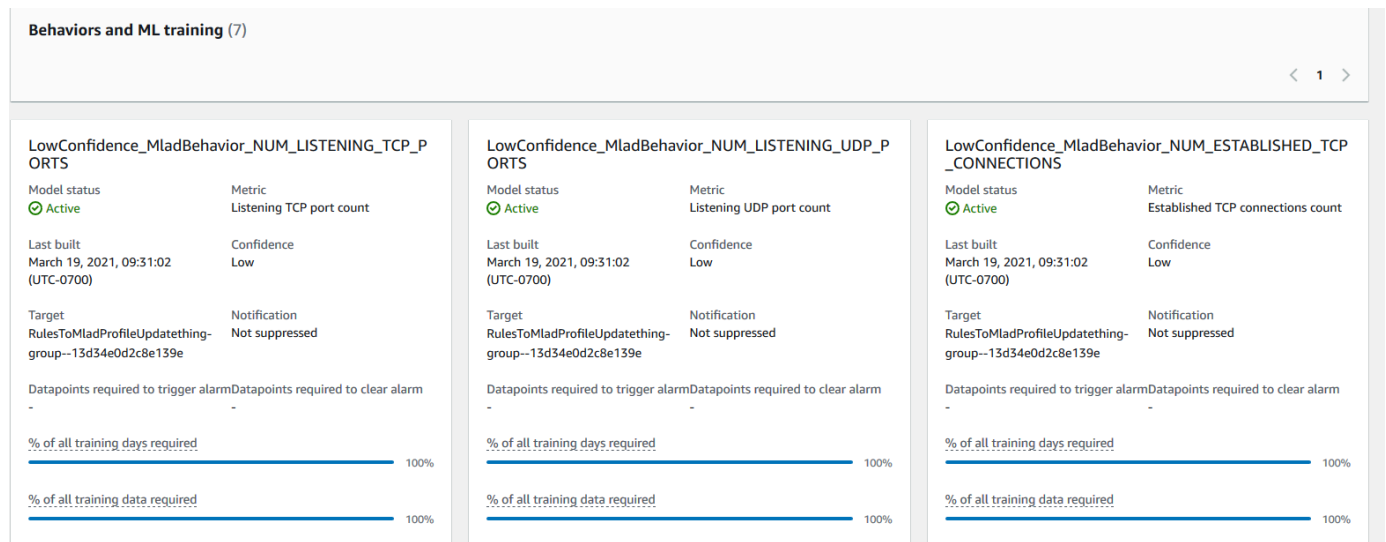 Behaviors and ML training (7)
1
LowConfidence_MladBehavior_NUM_LISTENING_TCP_P
ORTS
Model status
Metric
Active
Listening TCP port count
Last built
Confidence
March 19, 2021, 09:31:02
Low
(UTC-0700)
Target
Notification
RulesToMladProfileUpdatething-
Not suppressed
group--13d34e0d2c8e139e
Datapoints required to trigger alarm
Datapoints required to clear alarm
-
-
% of all training days required
100%
% of all training data required
100%
LowConfidence_MladBehavior_NUM_LISTENING_UDP_P
ORTS
Model status
Metric
Active
Listening UDP port count
Last built
Confidence
March 19, 2021, 09:31:02
Low
(UTC-0700)
Target
Notification
RulesToMladProfileUpdatething-
Not suppressed
group--13d34e0d2c8e139e
Datapoints required to trigger alarm
Datapoints required to clear alarm
-
-
% of all training days required
100%
% of all training data required
100%
LowConfidence_MladBehavior_NUM_ESTABLISHED_TCP
_CONNECTIONS
Model status
Metric
Active
Established TCP connections count
Last built
Confidence
March 19, 2021, 09:31:02
Low
(UTC-0700)
Target
Notification
RulesToMladProfileUpdatething-
Not suppressed
group--13d34e0d2c8e139e
Datapoints required to trigger alarm
Datapoints required to clear alarm
-
-
% of all training days required
100%
% of all training data required
100%